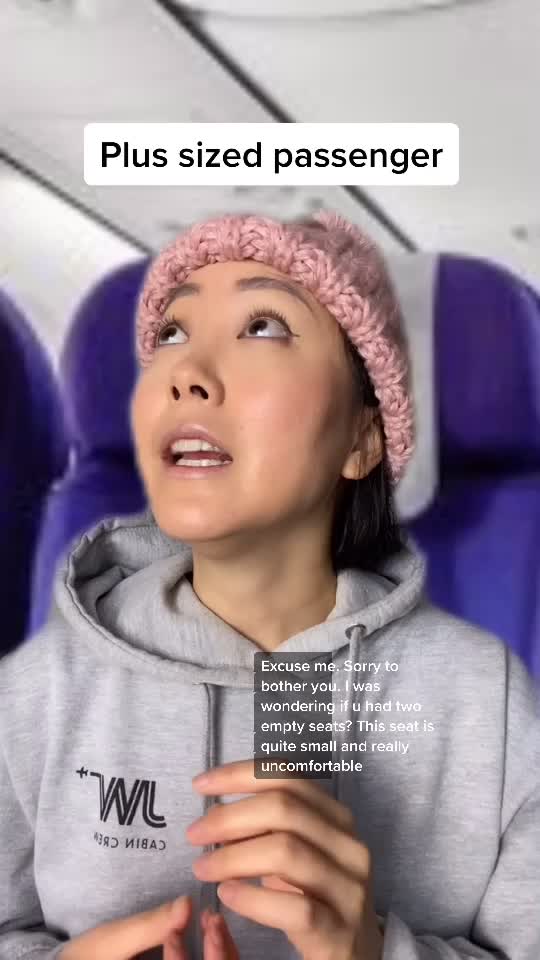 Plus sized passenger
Excuse me. Sorry to
bother you. I was
wondering if u had two
empty seats? This seat is
quite small and really
uncomfortable
JWL
CABIN CREW